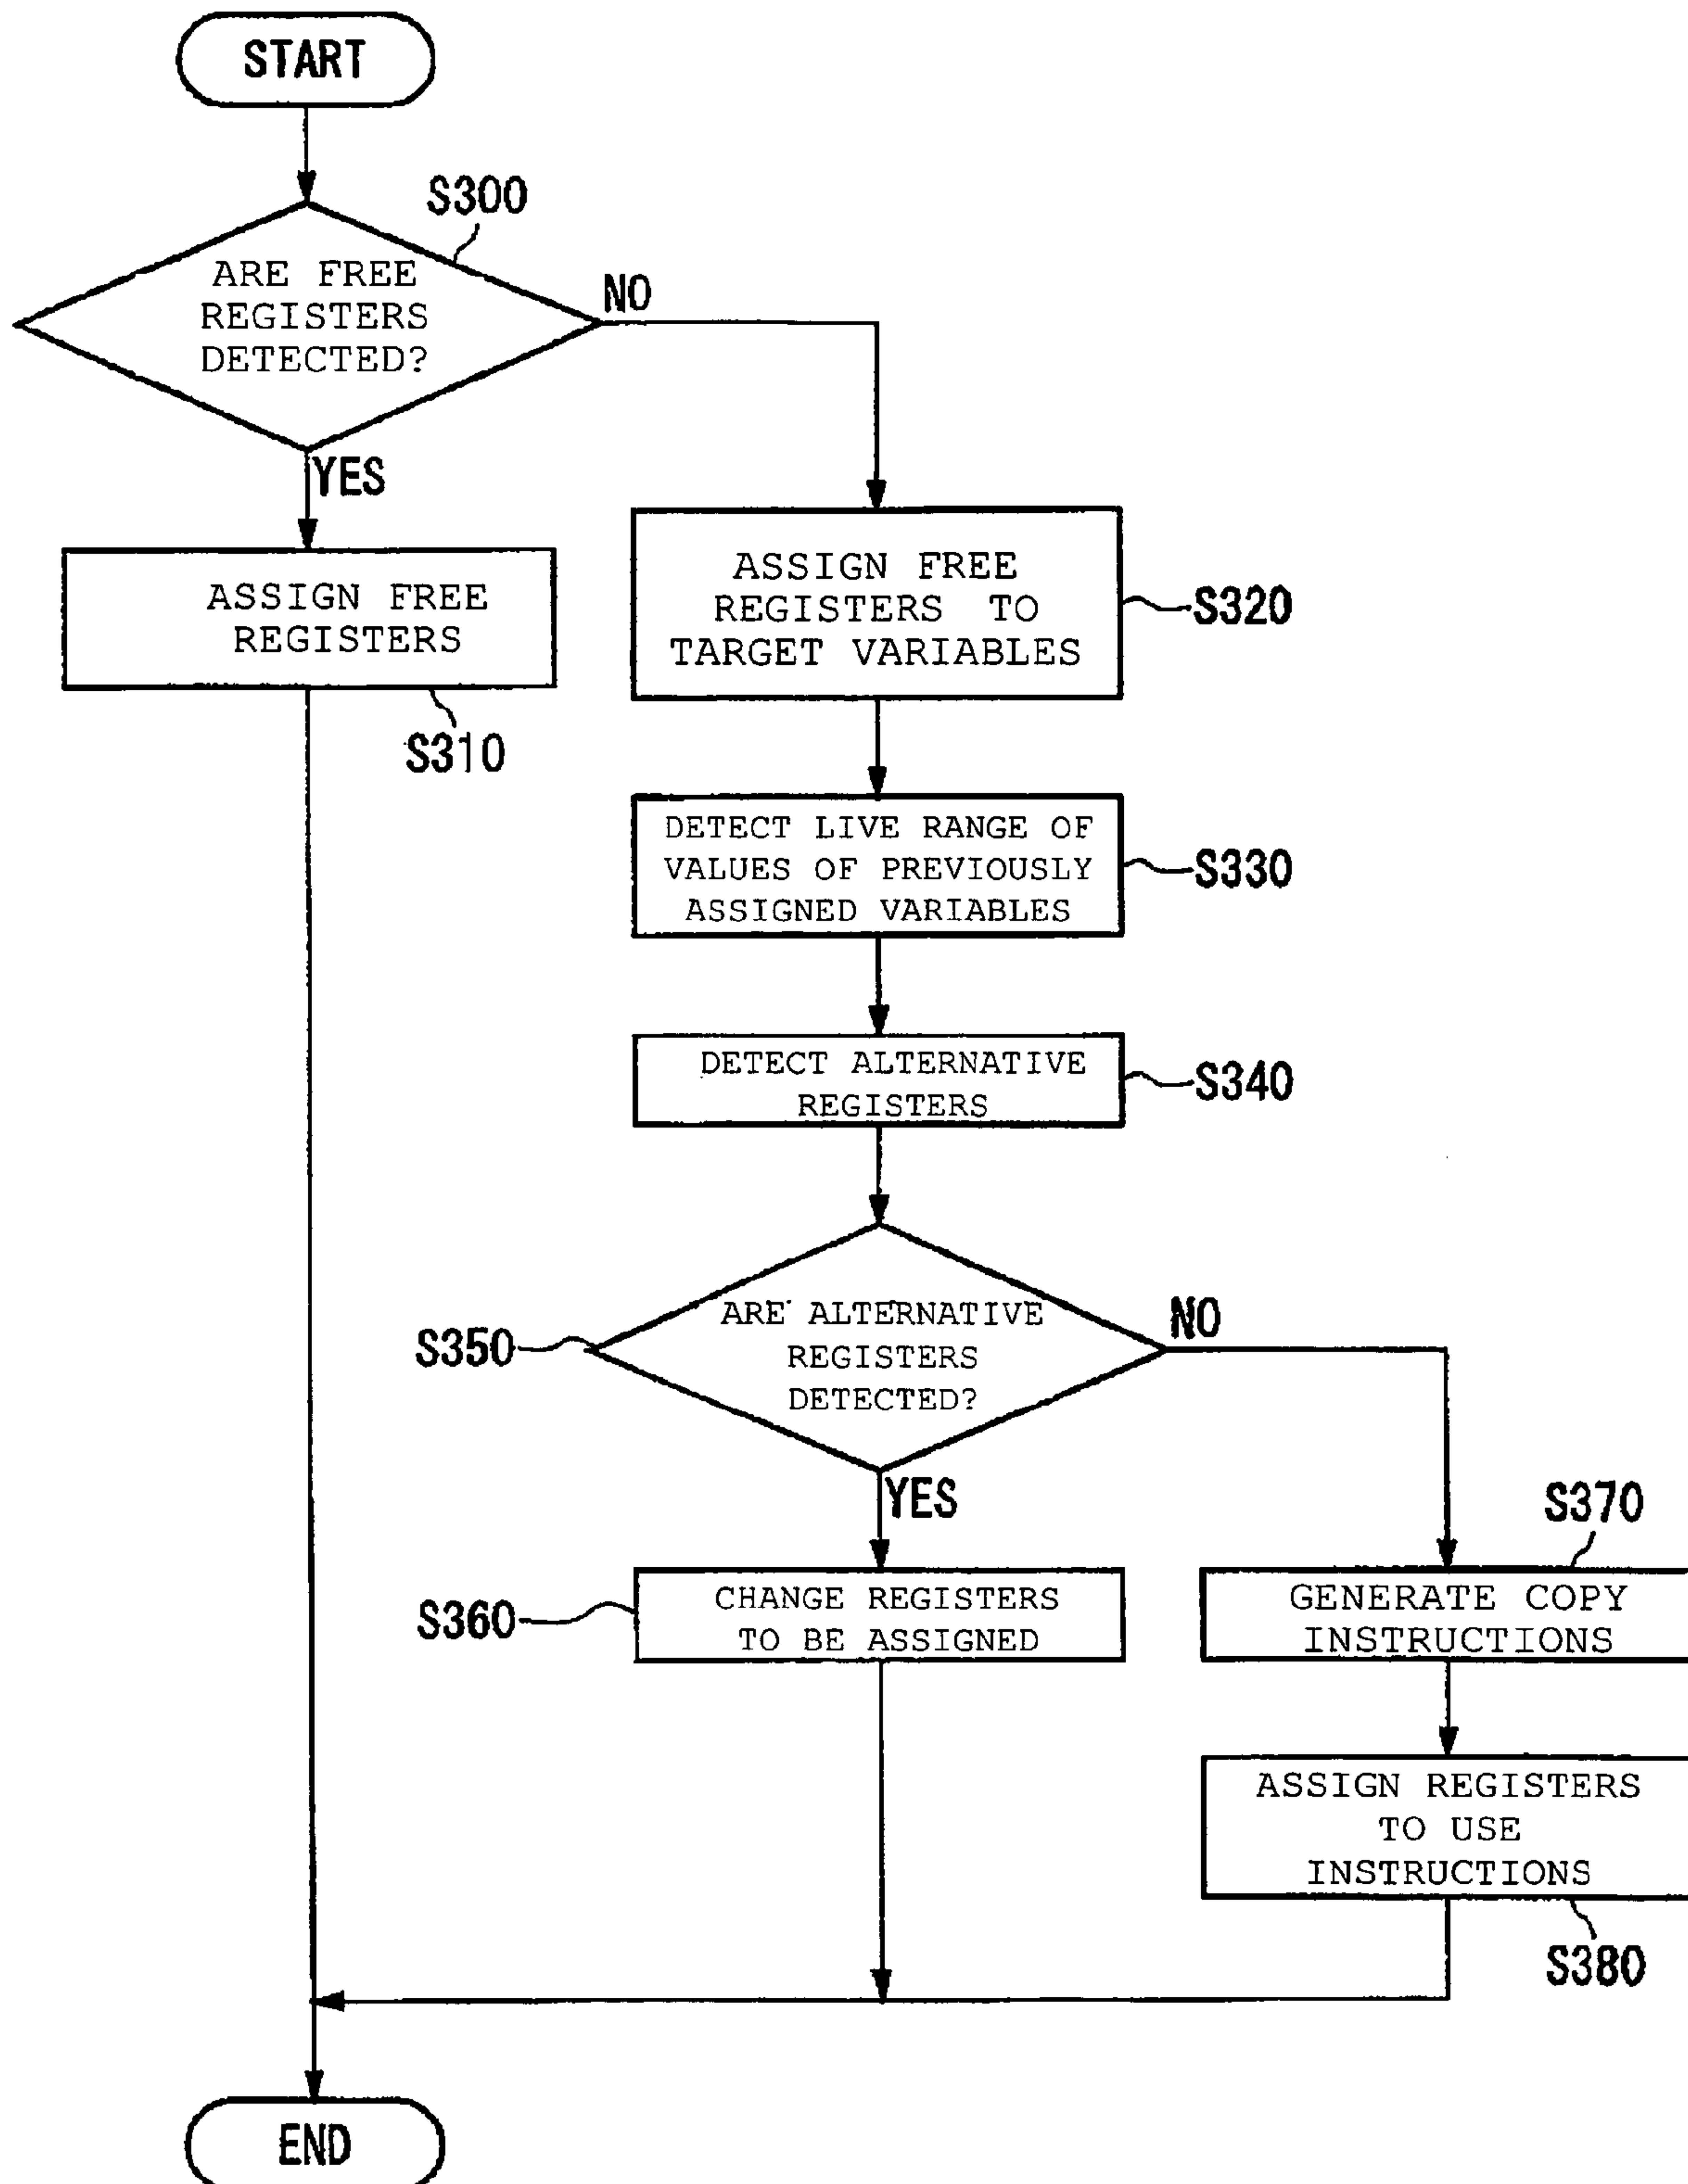 START
S300
ARE FREE
REGISTERS
DETECTED?
NO
YES
ASSIGN FREE
REGISTERS
S310
ASSIGN FREE
REGISTERS TO
TARGET VARIABLES
S320
DETECT LIVE RANGE OF
VALUES OF PREVIOUSLY
ASSIGNED VARIABLES
S330
DETECT ALTERNATIVE
REGISTERS
S340
S350
ARE ALTERNATIVE
REGISTERS
DETECTED?
NO
YES
S360
CHANGE REGISTERS
TO BE ASSIGNED
S370
GENERATE COPY
INSTRUCTIONS
ASSIGN REGISTERS
TO USE
INSTRUCTIONS
S380
END